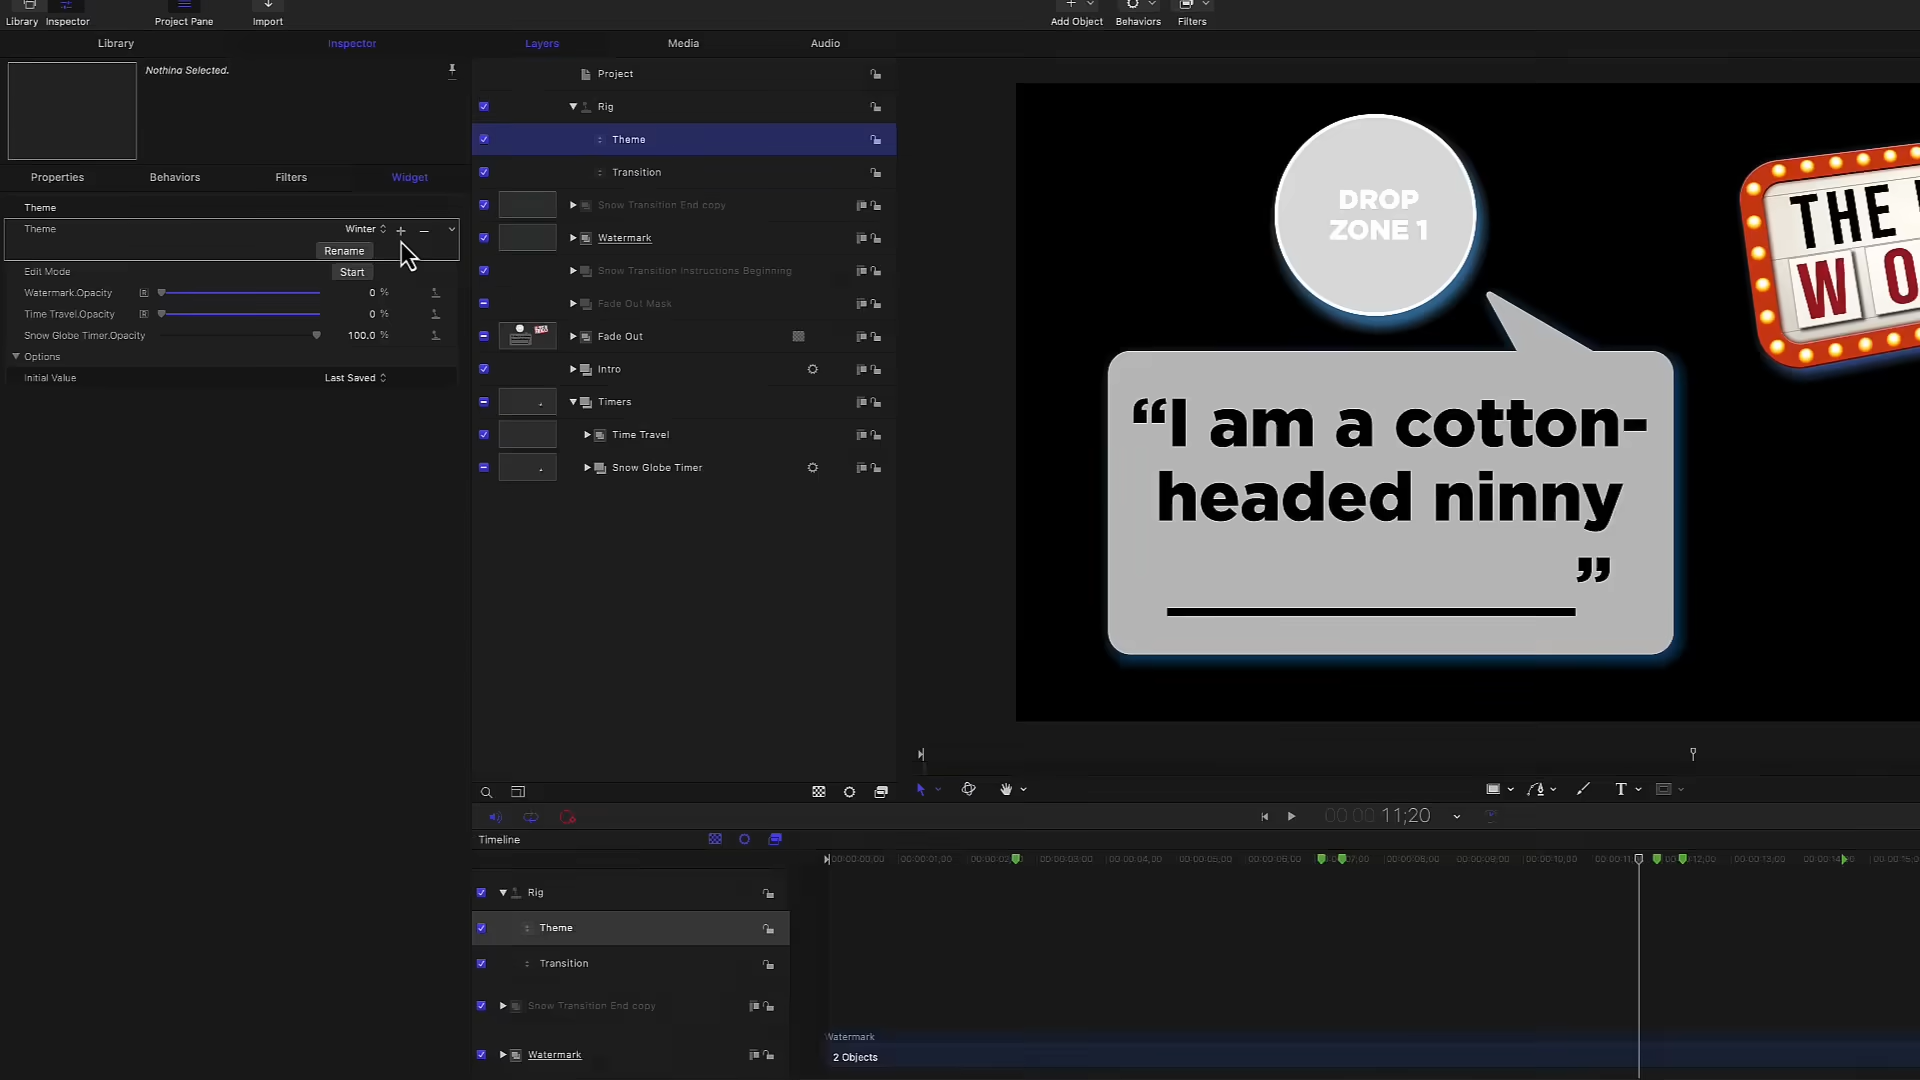 Library Inspector Project Pane Import Add Object Behaviors Filters
Library Inspector Layers Media Audio
Nothing Selected.
Project
Rig
Theme
Transition
Properties Behaviors Filters Widget
Theme
Theme Winter
Rename
Edit Mode Start
Watermark.Opacity 0 %
Time Travel.Opacity 0 %
Snow Globe Timer.Opacity 100.0 %
Options
Initial Value Last Saved
Snow Transition End copy
Watermark
Snow Transition Instructions Beginning
Fade Out Mask
Fade Out
Intro
Timers
Time Travel
Snow Globe Timer
DROP
ZONE 1
THE
WO
“I am a cotton-
headed ninny
”
11;20
Timeline
Rig
Theme
Transition
Snow Transition End copy
Watermark
Watermark
2 Objects